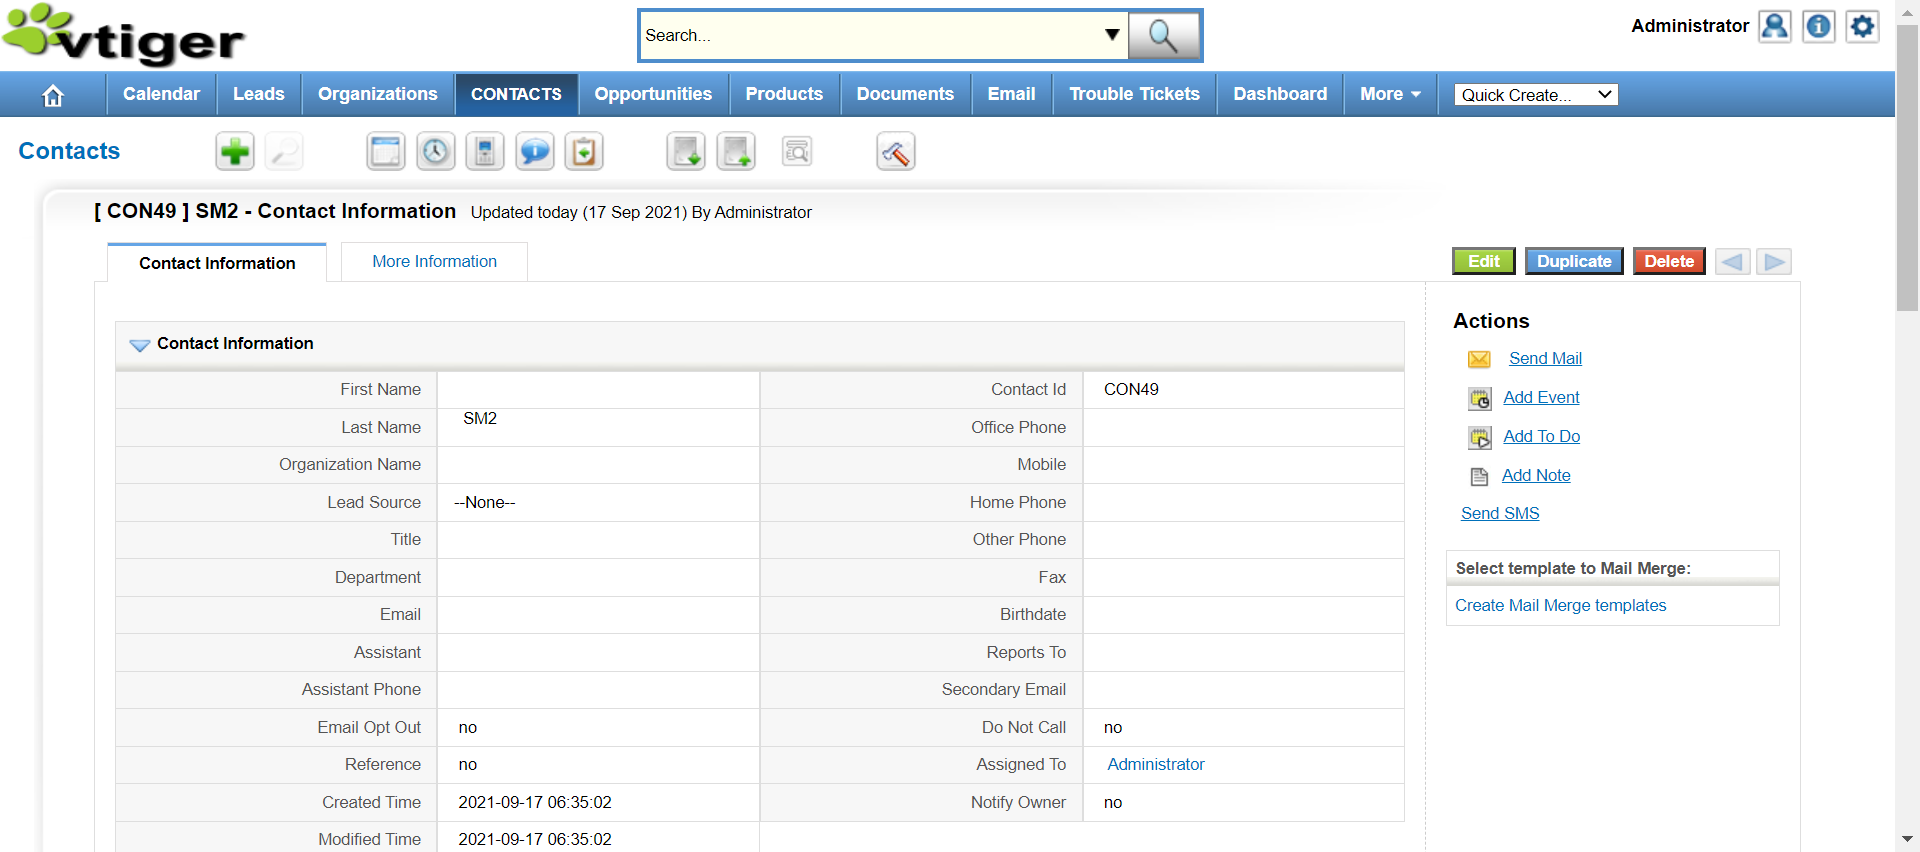 vtiger
Search...
Administrator
Calendar Leads Organizations CONTACTS Opportunities Products Documents Email Trouble Tickets Dashboard More Quick Create...
Contacts
[ CON49 ] SM2 - Contact Information Updated today (17 Sep 2021) By Administrator
Contact Information More Information Edit Duplicate Delete
Contact Information
First Name Contact Id CON49
Last Name SM2 Office Phone
Organization Name Mobile
Lead Source --None-- Home Phone
Title Other Phone
Department Fax
Email Birthdate
Assistant Reports To
Assistant Phone Secondary Email
Email Opt Out no Do Not Call no
Reference no Assigned To Administrator
Created Time 2021-09-17 06:35:02 Notify Owner no
Modified Time 2021-09-17 06:35:02
Actions
Send Mail
Add Event
Add To Do
Add Note
Send SMS
Select template to Mail Merge:
Create Mail Merge templates